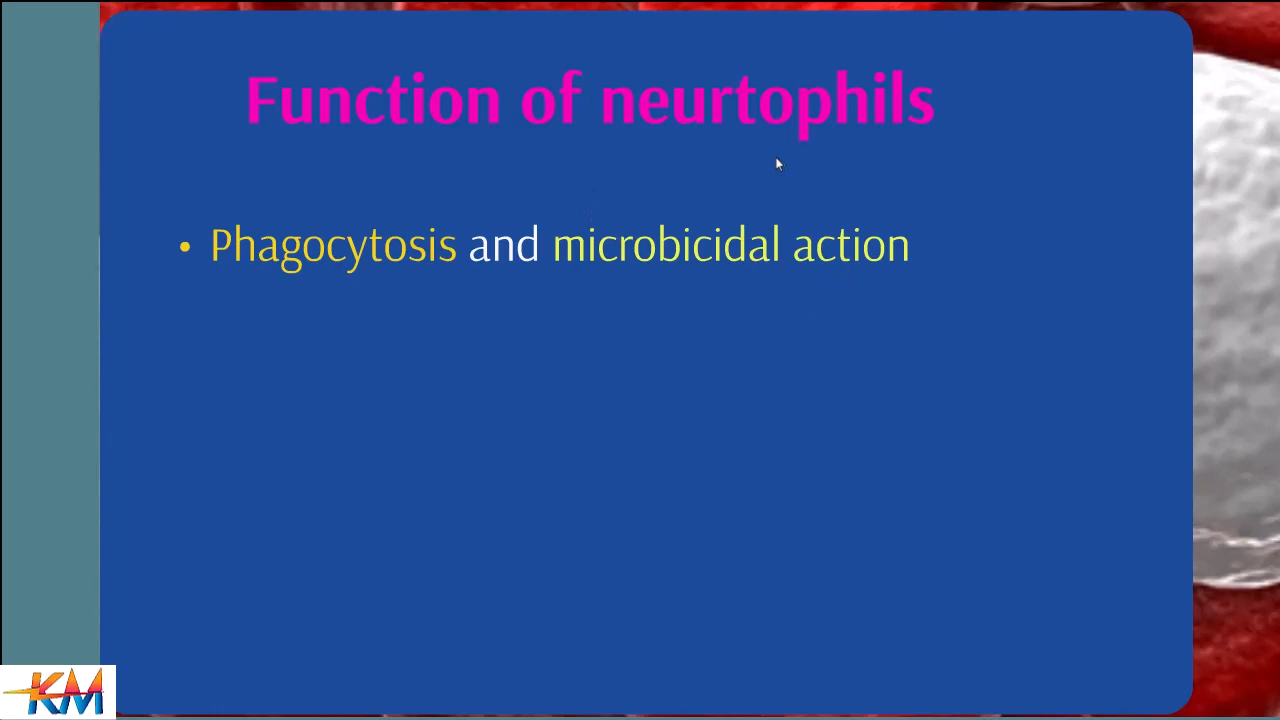 Function of neurtophils
• Phagocytosis and microbicidal action
KM